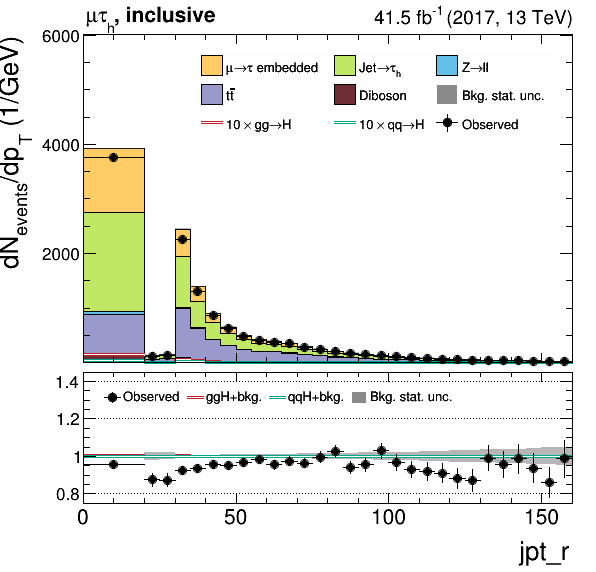 μτh, inclusive 41.5 fb⁻¹ (2017, 13 TeV)
dNevents/dpT (1/GeV)
6000
4000
2000
μ→τ embedded Jet→τh Z→ll
tt̄ Diboson Bkg. stat. unc.
10 × gg→H 10 × qq→H Observed
1.4
1.2
1
0.8
Observed ggH+bkg. qqH+bkg. Bkg. stat. unc.
0 50 100 150
jpt_r